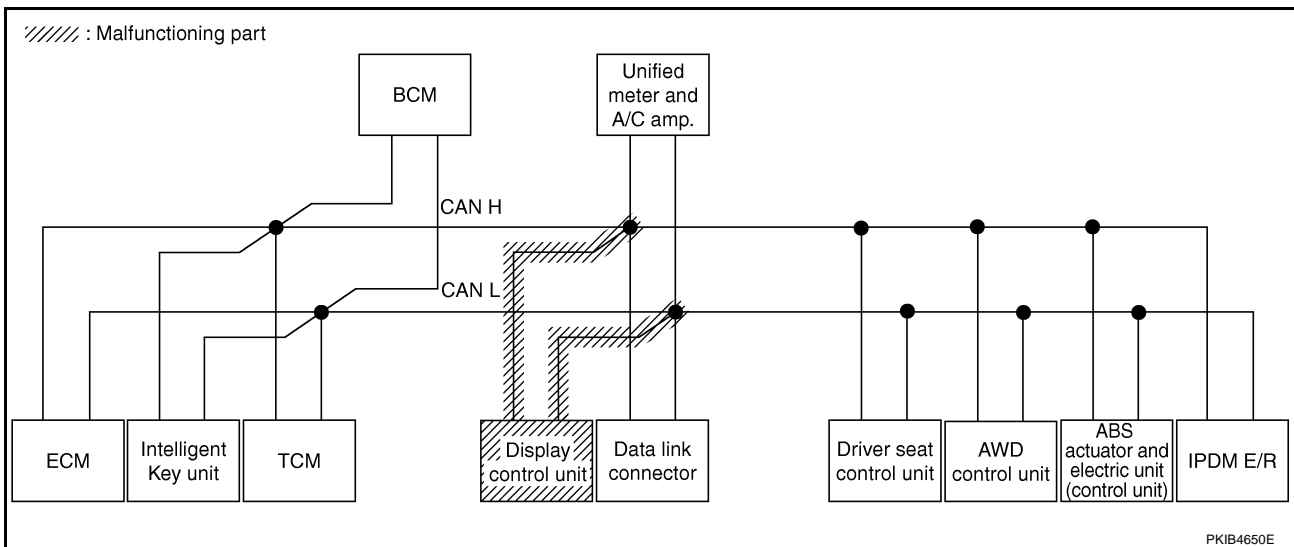 : Malfunctioning part
BCM
Unified
meter and
A/C amp.
CAN H
CAN L
ECM
Intelligent
Key unit
TCM
Display
control unit
Data link
connector
Driver seat
control unit
AWD
control unit
ABS
actuator and
electric unit
(control unit)
IPDM E/R
PKIB4650E